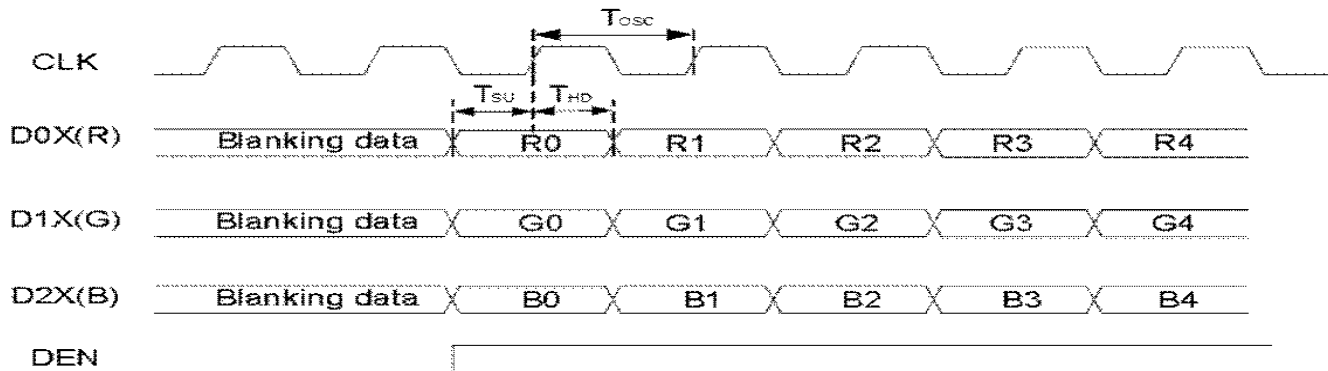 TOSC
CLK
TSU THD
D0X(R) Blanking data R0 R1 R2 R3 R4
D1X(G) Blanking data G0 G1 G2 G3 G4
D2X(B) Blanking data B0 B1 B2 B3 B4
DEN